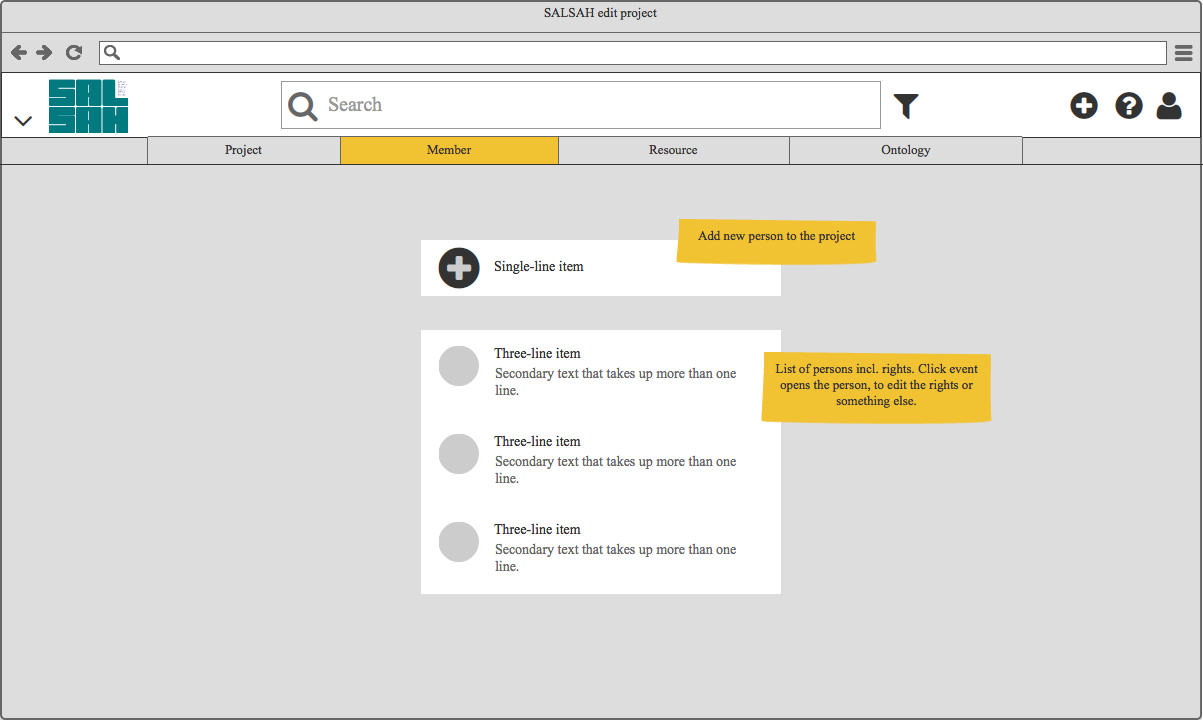 SALSAH edit project
SAL
SAH
Search
Project
Member
Resource
Ontology
Add new person to the project
Single-line item
Three-line item
Secondary text that takes up more than one
line.
List of persons incl. rights. Click event
opens the person, to edit the rights or
something else.
Three-line item
Secondary text that takes up more than one
line.
Three-line item
Secondary text that takes up more than one
line.